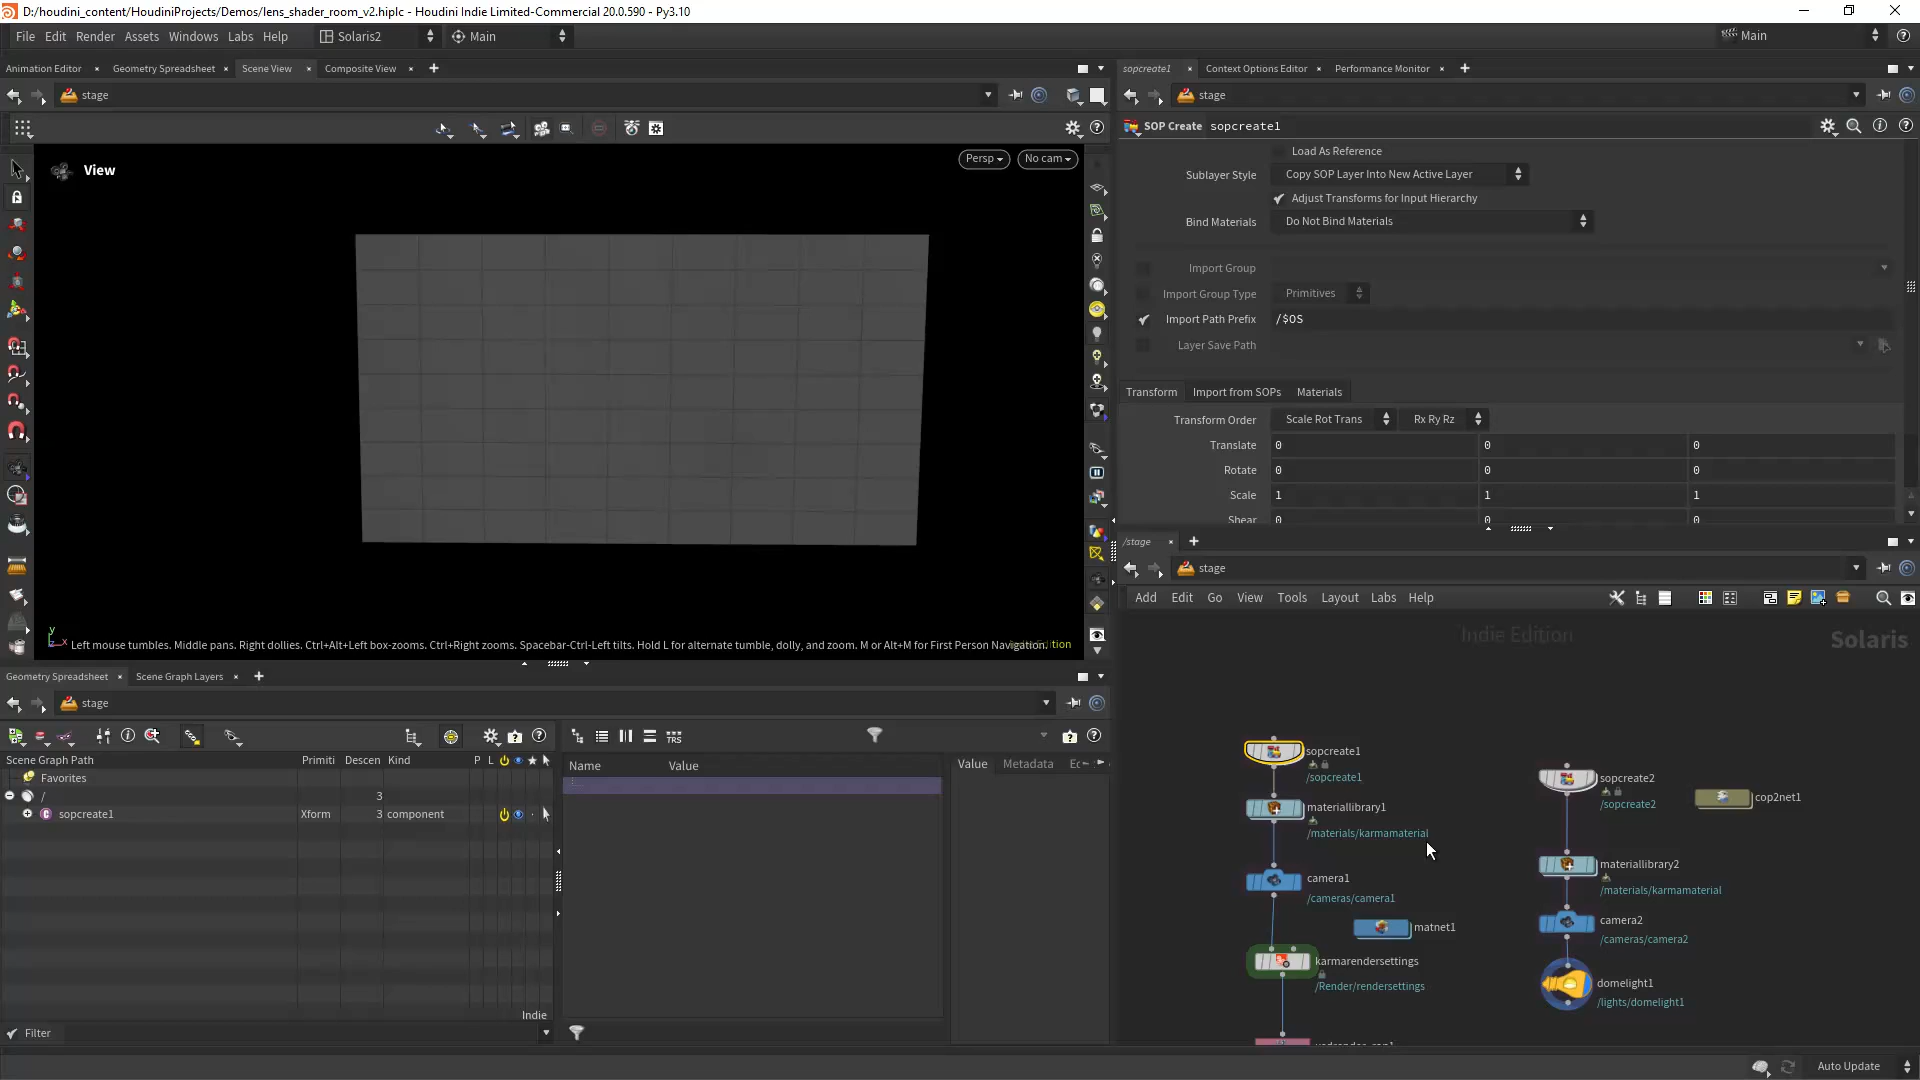 D:/houdini_content/HoudiniProjects/Demos/lens_shader_room_v2.hiplc - Houdini Indie Limited-Commercial 20.0.590 - Py3.10
File Edit Render Assets Windows Labs Help Solaris2 Main Main
Animation Editor Geometry Spreadsheet Scene View Composite View
stage
View
Persp No cam
Left mouse tumbles. Middle pans. Right dollies. Ctrl+Alt+Left box-zooms. Ctrl+Right zooms. Spacebar-Ctrl-Left tilts. Hold L for alternate tumble, dolly, and zoom. M or Alt+M for First Person Navigation.
Geometry Spreadsheet Scene Graph Layers
stage
Scene Graph Path Primiti Descen Kind P L
Favorites
/ 3
sopcreate1 Xform 3 component
Indie
Filter
Name Value
Value Metadata
sopcreate1 Context Options Editor Performance Monitor
stage
SOP Create sopcreate1
Load As Reference
Sublayer Style Copy SOP Layer Into New Active Layer
Adjust Transforms for Input Hierarchy
Bind Materials Do Not Bind Materials
Import Group
Import Group Type Primitives
Import Path Prefix /$OS
Layer Save Path
Transform Import from SOPs Materials
Transform Order Scale Rot Trans Rx Ry Rz
Translate 0 0 0
Rotate 0 0 0
Scale 1 1 1
Shear 0 0 0
/stage
stage
Add Edit Go View Tools Layout Labs Help
Indie Edition
Solaris
sopcreate1
/sopcreate1
materiallibrary1
/materials/karmamaterial
camera1
/cameras/camera1
matnet1
karmarendersettings
/Render/rendersettings
sopcreate2
/sopcreate2
cop2net1
materiallibrary2
/materials/karmamaterial
camera2
/cameras/camera2
domelight1
/lights/domelight1
Auto Update